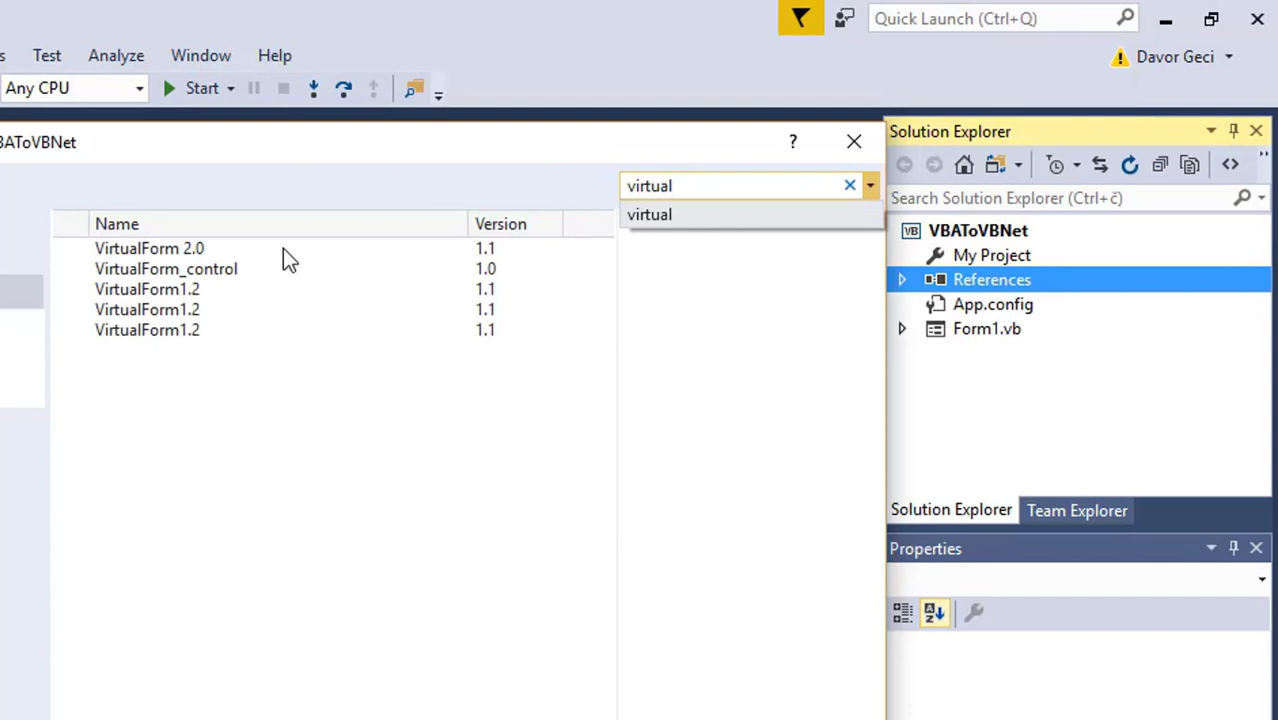 Quick Launch (Ctrl+Q)
s Test Analyze Window Help
Davor Geci
Any CPU Start
BAToVBNet
?
virtual
virtual
Name Version
VirtualForm 2.0 1.1
VirtualForm_control 1.0
VirtualForm1.2 1.1
VirtualForm1.2 1.1
VirtualForm1.2 1.1
Solution Explorer
Search Solution Explorer (Ctrl+č)
VB VBAToVBNet
My Project
References
App.config
Form1.vb
Solution Explorer Team Explorer
Properties
A
Z